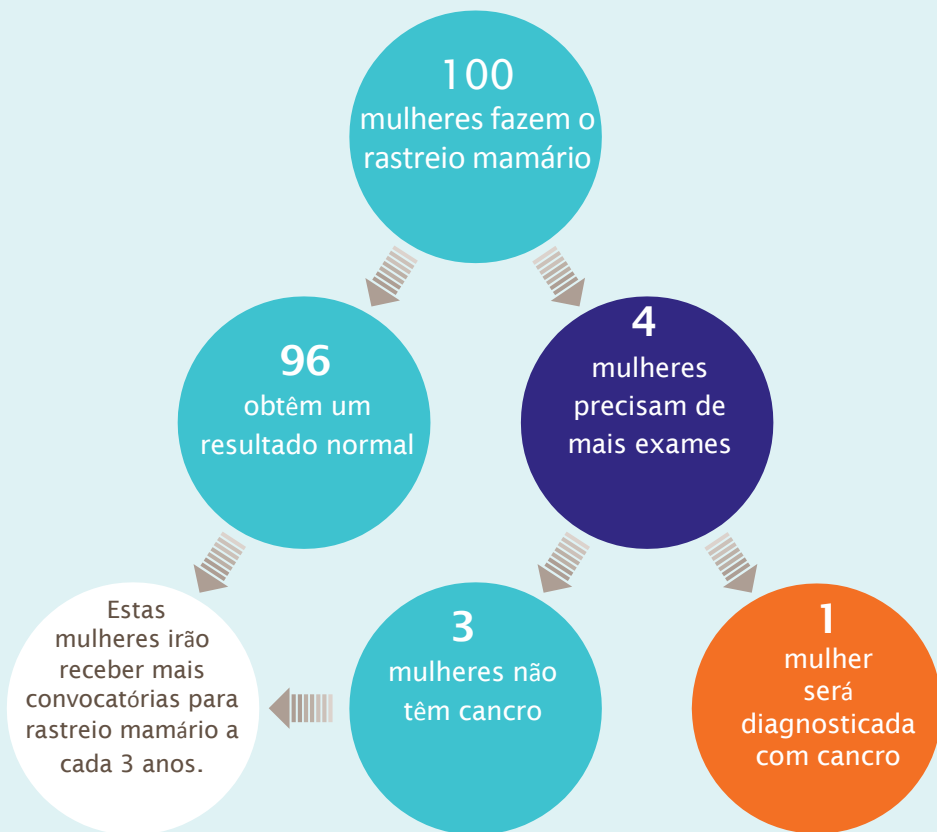 100
mulheres fazem o
rastreio mamário
96
obtêm um
resultado normal
4
mulheres
precisam de
mais exames
Estas
mulheres irão
receber mais
convocatórias para
rastreio mamário a
cada 3 anos.
3
mulheres não
têm cancro
1
mulher
será
diagnosticada
com cancro